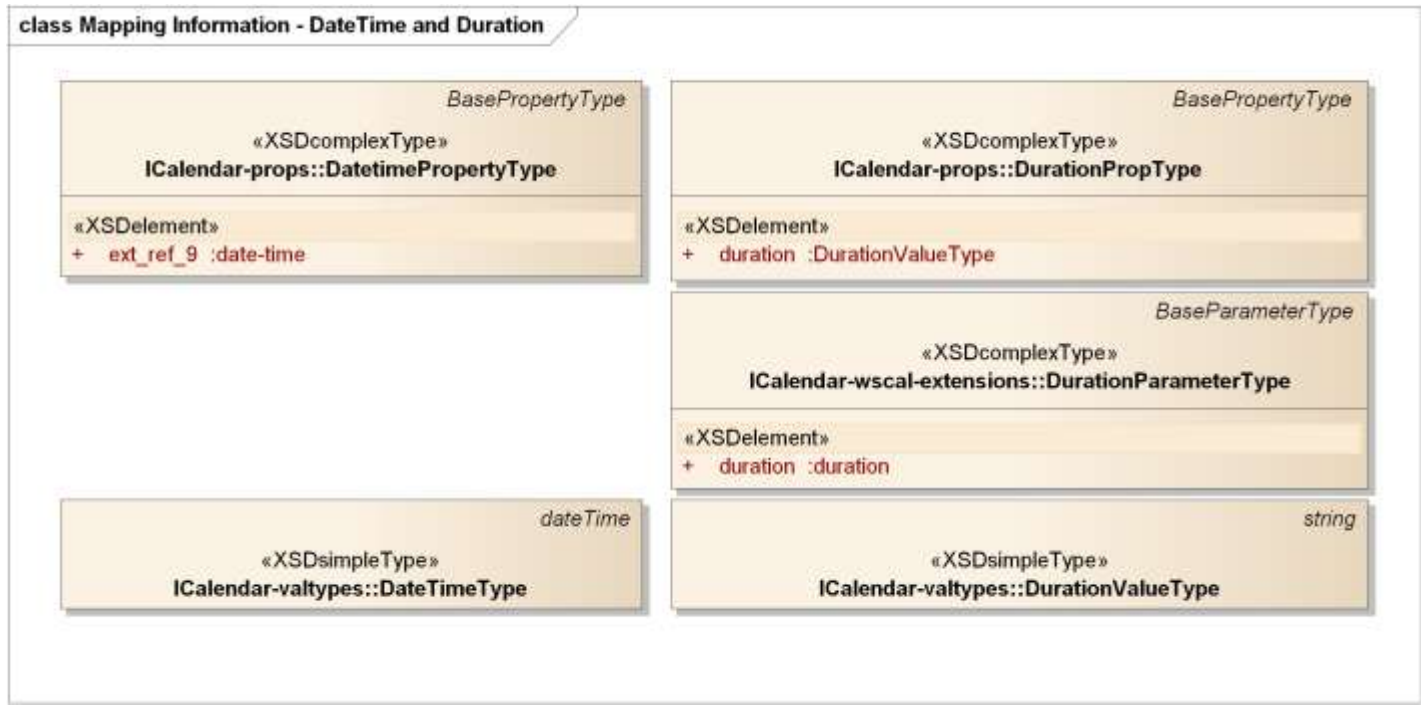 class Mapping Information - DateTime and Duration
BasePropertyType
«XSDcomplexType»
ICalendar-props::DatetimePropertyType
«XSDelement»
+ ext_ref_9 :date-time
BasePropertyType
«XSDcomplexType»
ICalendar-props::DurationPropType
«XSDelement»
+ duration :DurationValueType
BaseParameterType
«XSDcomplexType»
ICalendar-wscal-extensions::DurationParameterType
«XSDelement»
+ duration :duration
dateTime
«XSDsimpleType»
ICalendar-valtypes::DateTimeType
string
«XSDsimpleType»
ICalendar-valtypes::DurationValueType